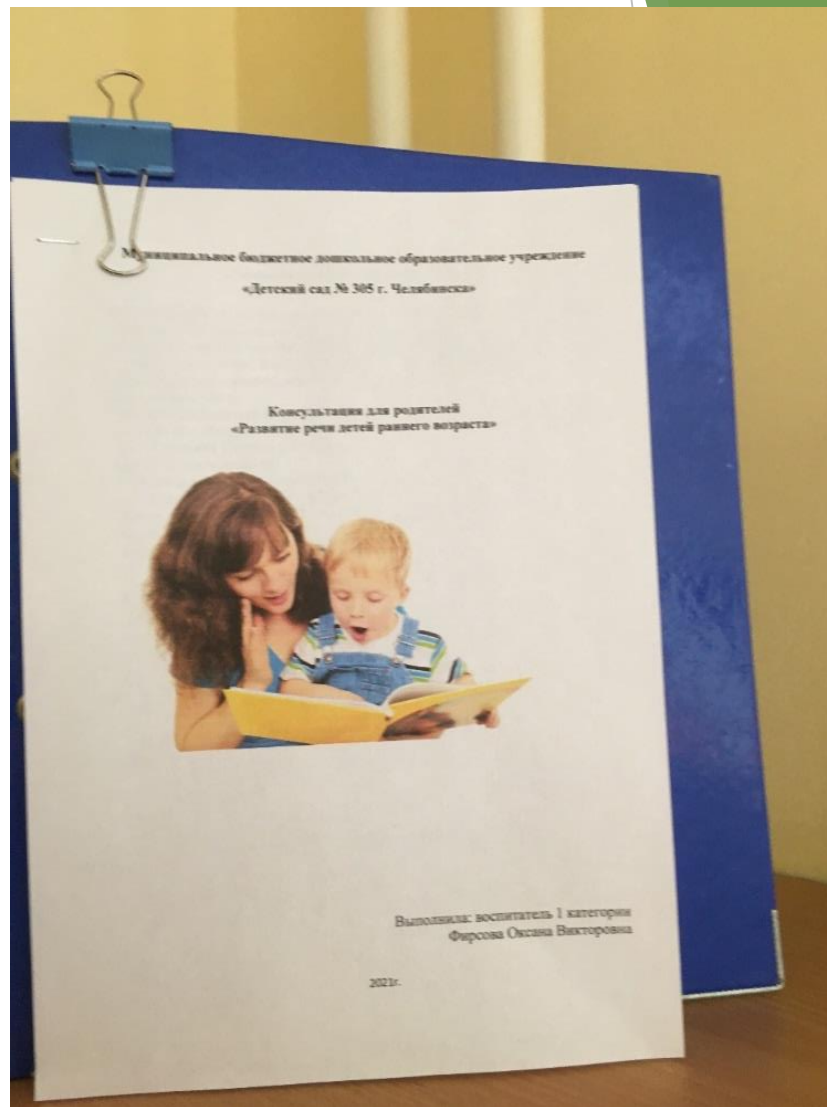 Муниципальное бюджетное дошкольное образовательное учреждение
«Детский сад № 305 г. Челябинска»
Консультация для родителей
«Развитие речи детей раннего возраста»
Выполнила: воспитатель 1 категории
Фирсова Оксана Викторовна
2021г.